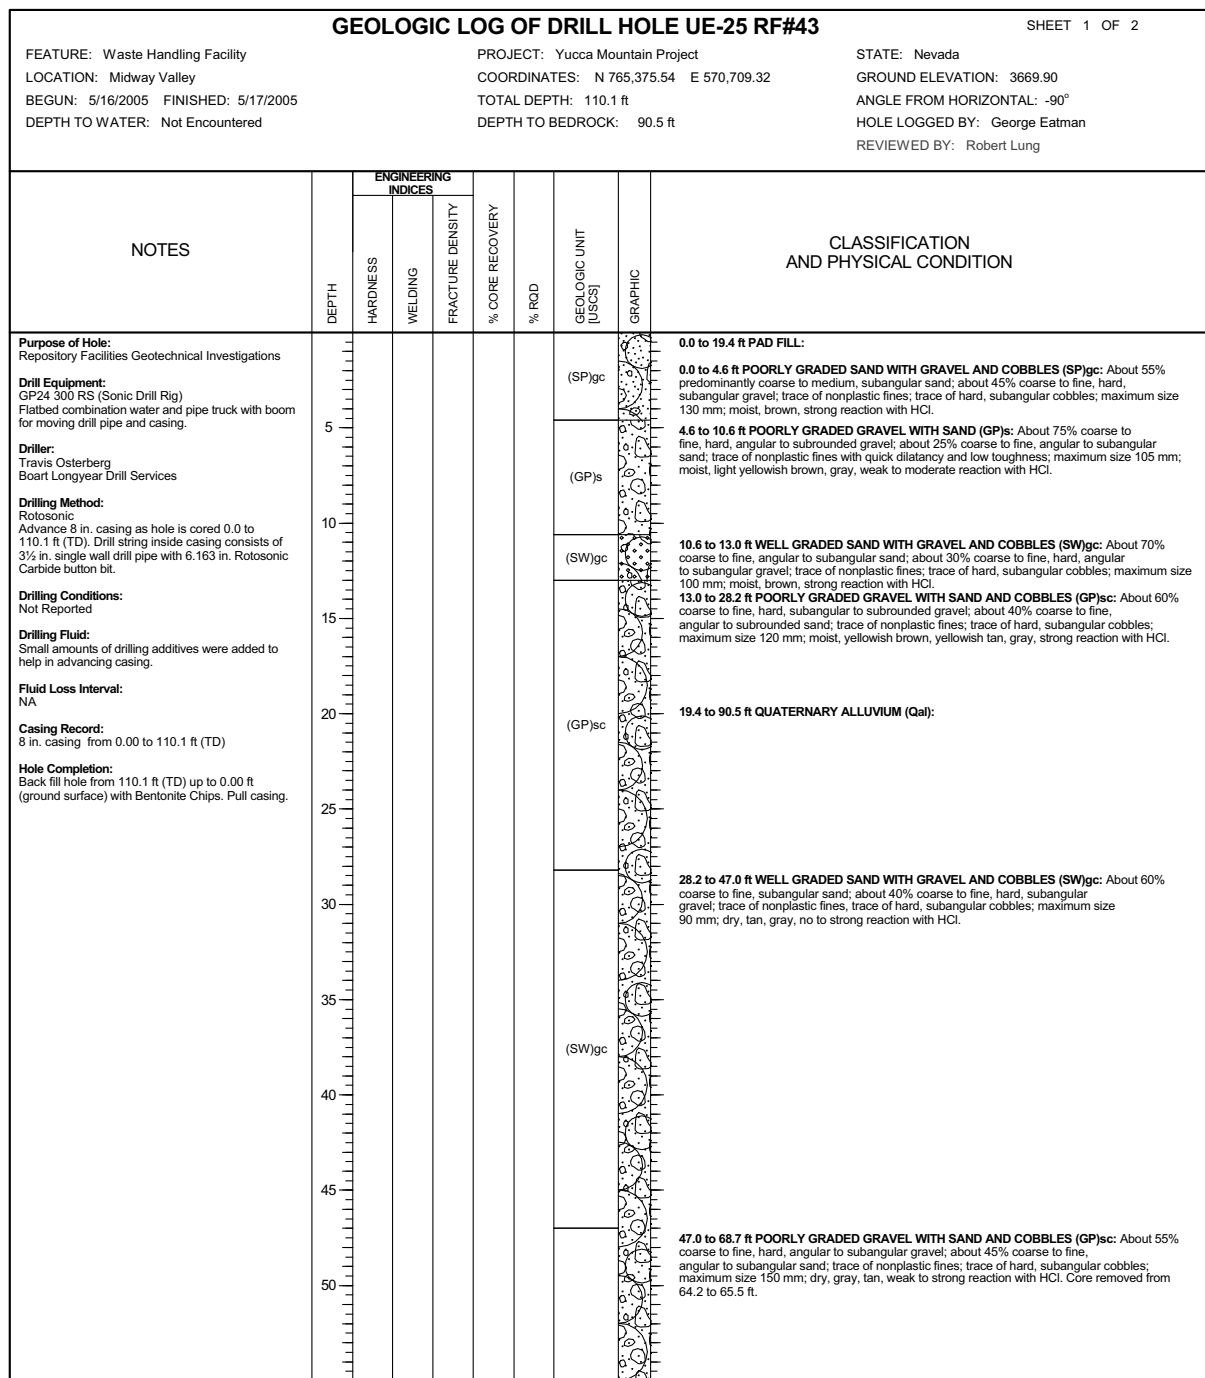 GEOLOGIC LOG OF DRILL HOLE UE-25 RF#43
SHEET 1 OF 2
FEATURE: Waste Handling Facility
PROJECT: Yucca Mountain Project
STATE: Nevada
LOCATION: Midway Valley
COORDINATES: N 765,375.54 E 570,709.32
GROUND ELEVATION: 3669.90
BEGUN: 5/16/2005 FINISHED: 5/17/2005
TOTAL DEPTH: 110.1 ft
ANGLE FROM HORIZONTAL: -90°
DEPTH TO WATER: Not Encountered
DEPTH TO BEDROCK: 90.5 ft
HOLE LOGGED BY: George Eatman
REVIEWED BY: Robert Lung
NOTES
DEPTH
ENGINEERING
INDICES
HARDNESS
WELDING
FRACTURE DENSITY
% CORE RECOVERY
% RQD
GEOLOGIC UNIT
[USCS]
GRAPHIC
CLASSIFICATION
AND PHYSICAL CONDITION
Purpose of Hole:
Repository Facilities Geotechnical Investigations
Drill Equipment:
GP24 300 RS (Sonic Drill Rig)
Flatbed combination water and pipe truck with boom
for moving drill pipe and casing.
Driller:
Travis Osterberg
Boart Longyear Drill Services
Drilling Method:
Rotosonic
Advance 8 in. casing as hole is cored 0.0 to
110.1 ft (TD). Drill string inside casing consists of
3½ in. single wall drill pipe with 6.163 in. Rotosonic
Carbide button bit.
Drilling Conditions:
Not Reported
Drilling Fluid:
Small amounts of drilling additives were added to
help in advancing casing.
Fluid Loss Interval:
NA
Casing Record:
8 in. casing from 0.00 to 110.1 ft (TD)
Hole Completion:
Back fill hole from 110.1 ft (TD) up to 0.00 ft
(ground surface) with Bentonite Chips. Pull casing.
5
10
15
20
25
30
35
40
45
50
(SP)gc
(GP)s
(SW)gc
(GP)sc
(SW)gc
0.0 to 19.4 ft PAD FILL:
0.0 to 4.6 ft POORLY GRADED SAND WITH GRAVEL AND COBBLES (SP)gc: About 55%
predominantly coarse to medium, subangular sand; about 45% coarse to fine, hard,
subangular gravel; trace of nonplastic fines; trace of hard, subangular cobbles; maximum size
130 mm; moist, brown, strong reaction with HCl.
4.6 to 10.6 ft POORLY GRADED GRAVEL WITH SAND (GP)s: About 75% coarse to
fine, hard, angular to subrounded gravel; about 25% coarse to fine, angular to subangular
sand; trace of nonplastic fines with quick dilatancy and low toughness; maximum size 105 mm;
moist, light yellowish brown, gray, weak to moderate reaction with HCl.
10.6 to 13.0 ft WELL GRADED SAND WITH GRAVEL AND COBBLES (SW)gc: About 70%
coarse to fine, angular to subangular sand; about 30% coarse to fine, hard, angular
to subangular gravel; trace of nonplastic fines; trace of hard, subangular cobbles; maximum size
100 mm; moist, brown, strong reaction with HCl.
13.0 to 28.2 ft POORLY GRADED GRAVEL WITH SAND AND COBBLES (GP)sc: About 60%
coarse to fine, hard, subangular to subrounded gravel; about 40% coarse to fine,
angular to subrounded sand; trace of nonplastic fines; trace of hard, subangular cobbles;
maximum size 120 mm; moist, yellowish brown, yellowish tan, gray, strong reaction with HCl.
19.4 to 90.5 ft QUATERNARY ALLUVIUM (Qal):
28.2 to 47.0 ft WELL GRADED SAND WITH GRAVEL AND COBBLES (SW)gc: About 60%
coarse to fine, subangular sand; about 40% coarse to fine, hard, subangular
gravel; trace of nonplastic fines, trace of hard, subangular cobbles; maximum size
90 mm; dry, tan, gray, no to strong reaction with HCl.
47.0 to 68.7 ft POORLY GRADED GRAVEL WITH SAND AND COBBLES (GP)sc: About 55%
coarse to fine, hard, angular to subangular gravel; about 45% coarse to fine,
angular to subangular sand; trace of nonplastic fines; trace of hard, subangular cobbles;
maximum size 150 mm; dry, gray, tan, weak to strong reaction with HCl. Core removed from
64.2 to 65.5 ft.